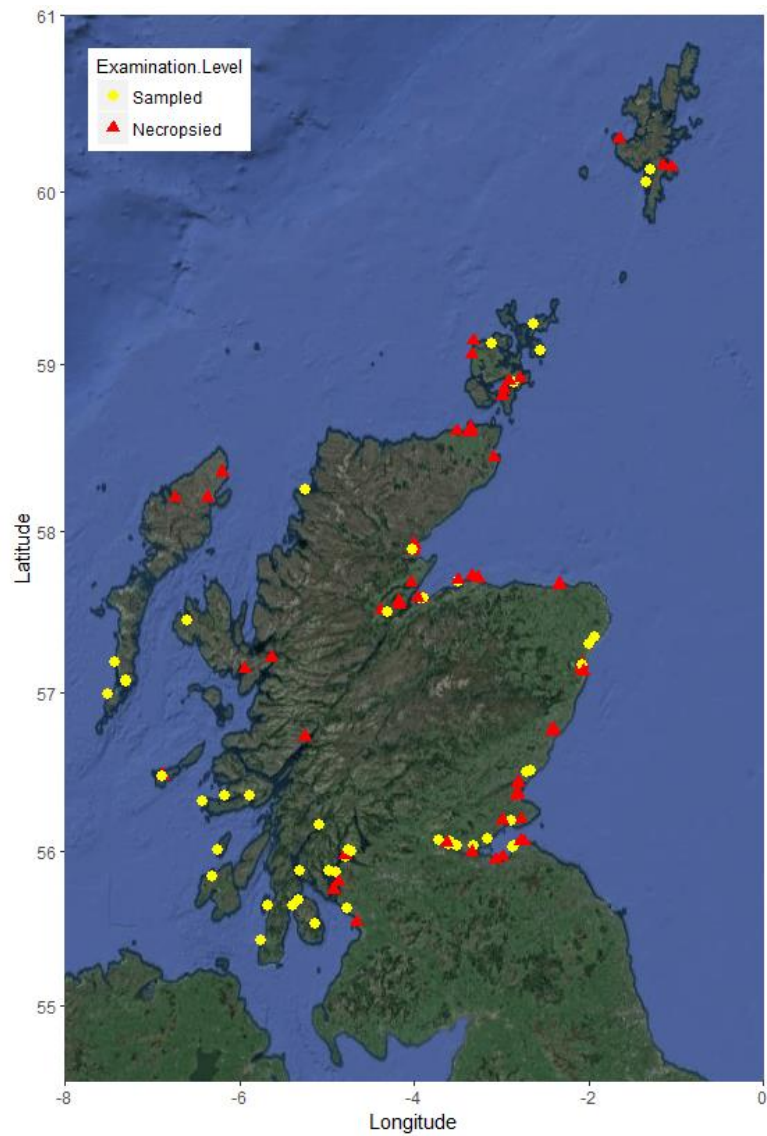 61
Examination.Level
Sampled
Necropsied
60
59
58
57
56
55
Latitude
-8
-6
-4
-2
0
Longitude